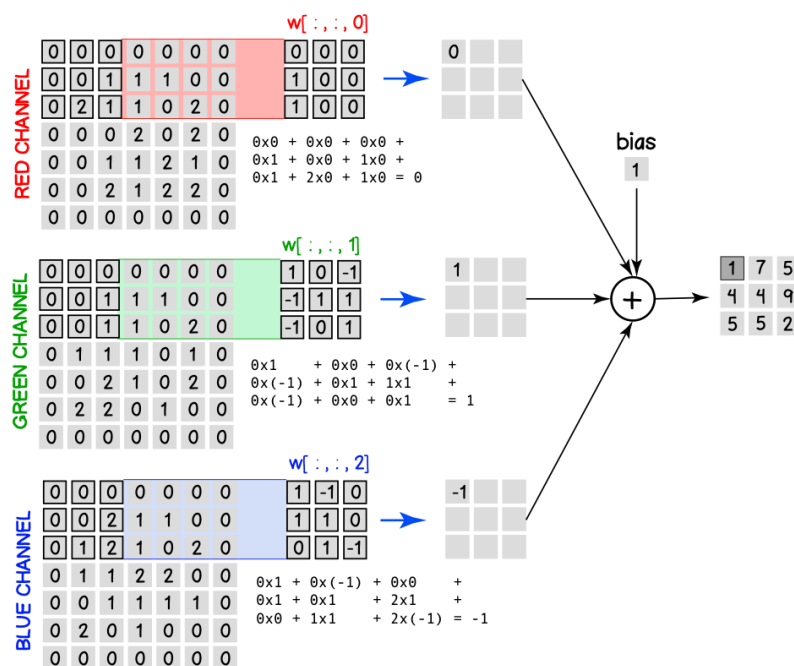 w[ : , : , 0]
RED CHANNEL
0 0 0 0 0 0 0 0 0 0
0 0 1 1 1 0 0 1 0 0
0 2 1 1 0 2 0 1 0 0
0 0 0 2 0 2 0
0 0 1 1 2 1 0
0 0 2 1 2 2 0
0 0 0 0 0 0 0
0x0 + 0x0 + 0x0 +
0x1 + 0x0 + 1x0 +
0x1 + 2x0 + 1x0 = 0
0
bias
1
w[ : , : , 1]
GREEN CHANNEL
0 0 0 0 0 0 0 1 0 -1
0 0 1 1 1 0 0 -1 1 1
0 0 1 1 0 2 0 -1 0 1
0 1 1 1 0 1 0
0 0 2 1 0 2 0
0 2 2 0 1 0 0
0 0 0 0 0 0 0
0x1 + 0x0 + 0x(-1) +
0x(-1) + 0x1 + 1x1 +
0x(-1) + 0x0 + 0x1 = 1
1
+
1 7 5
4 4 9
5 5 2
w[ : , : , 2]
BLUE CHANNEL
0 0 0 0 0 0 0 1 -1 0
0 0 2 1 1 0 0 1 1 0
0 1 2 1 0 2 0 0 1 -1
0 1 1 2 2 0 0
0 0 1 1 1 1 0
0 2 0 1 0 0 0
0 0 0 0 0 0 0
0x1 + 0x(-1) + 0x0 +
0x1 + 0x1 + 2x1 +
0x0 + 1x1 + 2x(-1) = -1
-1